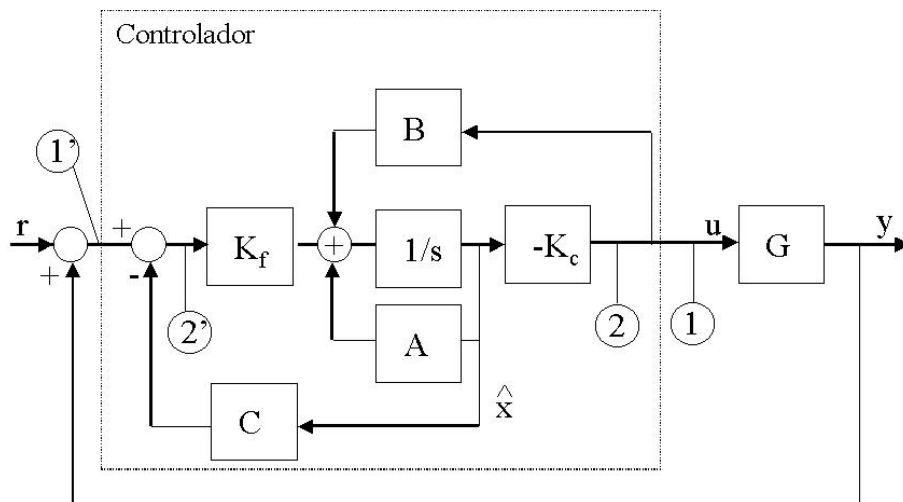 Controlador
B
1’
r
+
+
-
K_f
+
1/s
-K_c
u
G
y
2’
A
2
1
C
x̂
+